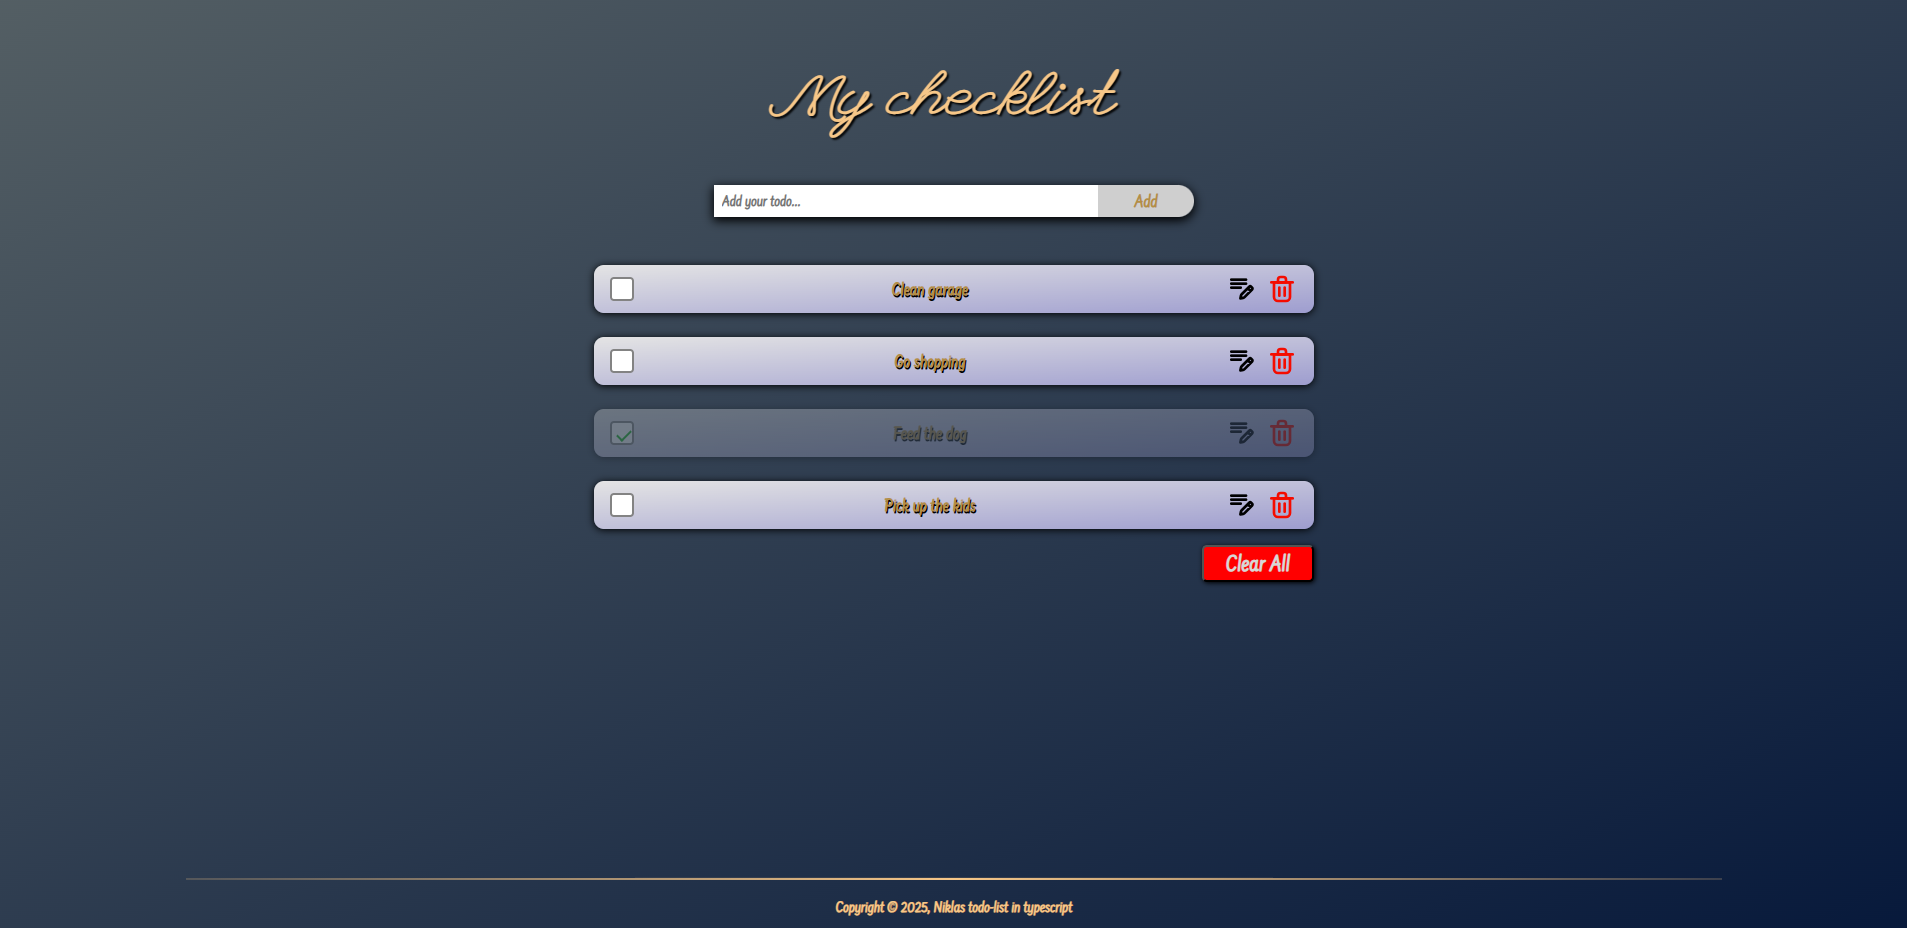 My checklist
Add your todo...
Add
Clean garage
Go shopping
Feed the dog
Pick up the kids
Clear All
Copyright © 2025, Niklas todo-list in typescript